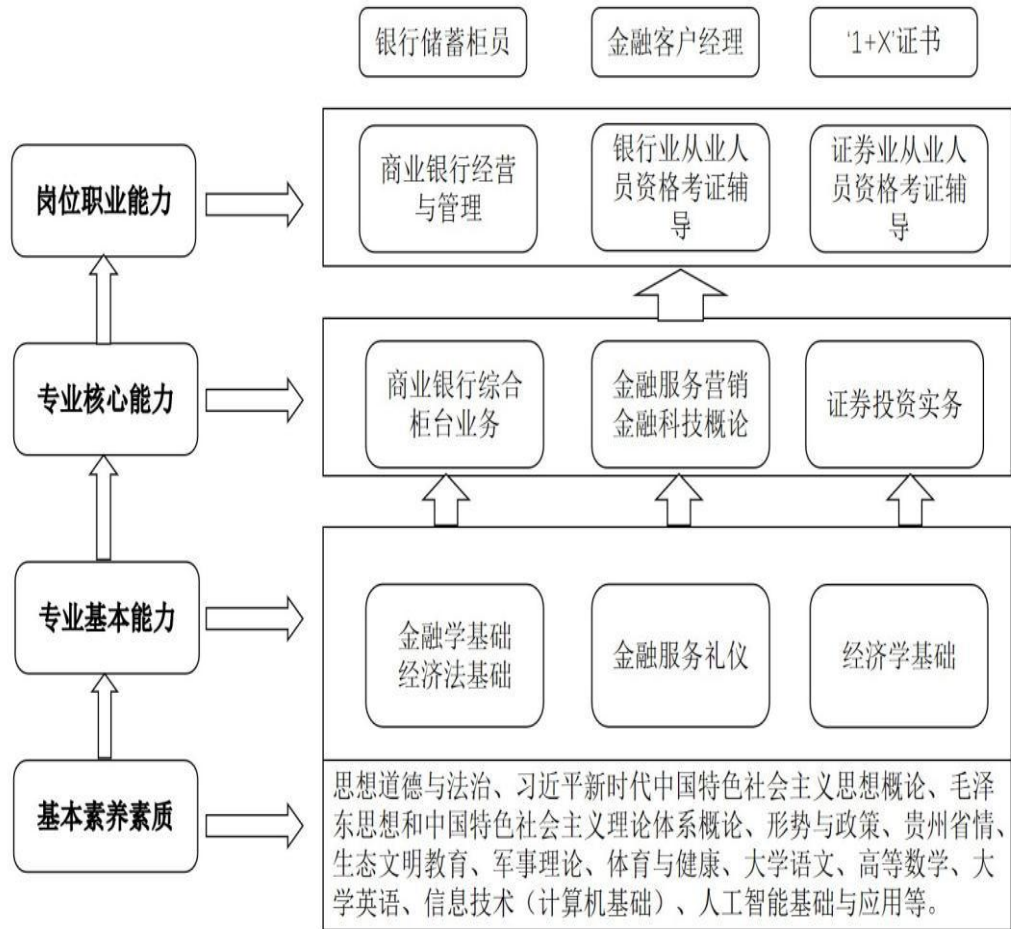 银行储蓄柜员
金融客户经理
‘1+X’证书
岗位职业能力
商业银行经营
与管理
银行业从业人
员资格考证辅
导
证券业从业人
员资格考证辅
导
专业核心能力
商业银行综合
柜台业务
金融服务营销
金融科技概论
证券投资实务
专业基本能力
金融学基础
经济法基础
金融服务礼仪
经济学基础
基本素养素质
思想道德与法治、习近平新时代中国特色社会主义思想概论、毛泽
东思想和中国特色社会主义理论体系概论、形势与政策、贵州省情、
生态文明教育、军事理论、体育与健康、大学语文、高等数学、大
学英语、信息技术（计算机基础）、人工智能基础与应用等。